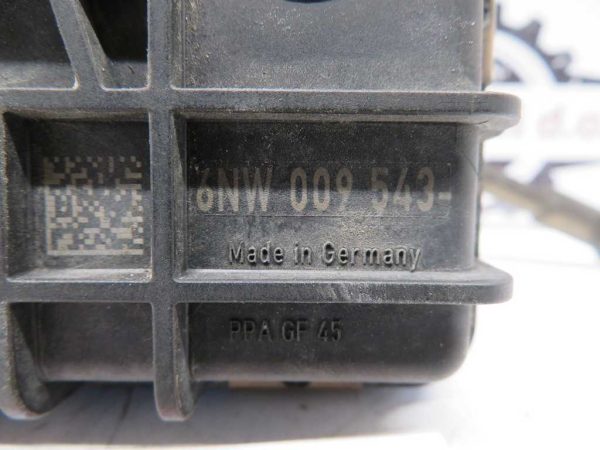 6NW 009 543-
Made in Germany
PPA GF 45
d.o.